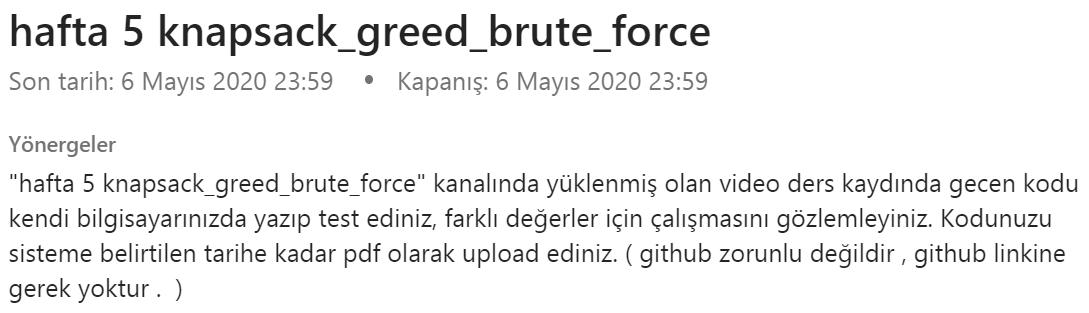 hafta 5 knapsack_greed_brute_force
Son tarih: 6 Mayıs 2020 23:59 • Kapanış: 6 Mayıs 2020 23:59
Yönergeler
"hafta 5 knapsack_greed_brute_force" kanalında yüklenmiş olan video ders kaydında gecen kodu
kendi bilgisayarınızda yazıp test ediniz, farklı değerler için çalışmasını gözlemleyiniz. Kodunuzu
sisteme belirtilen tarihe kadar pdf olarak upload ediniz. ( github zorunlu değildir , github linkine
gerek yoktur .  )